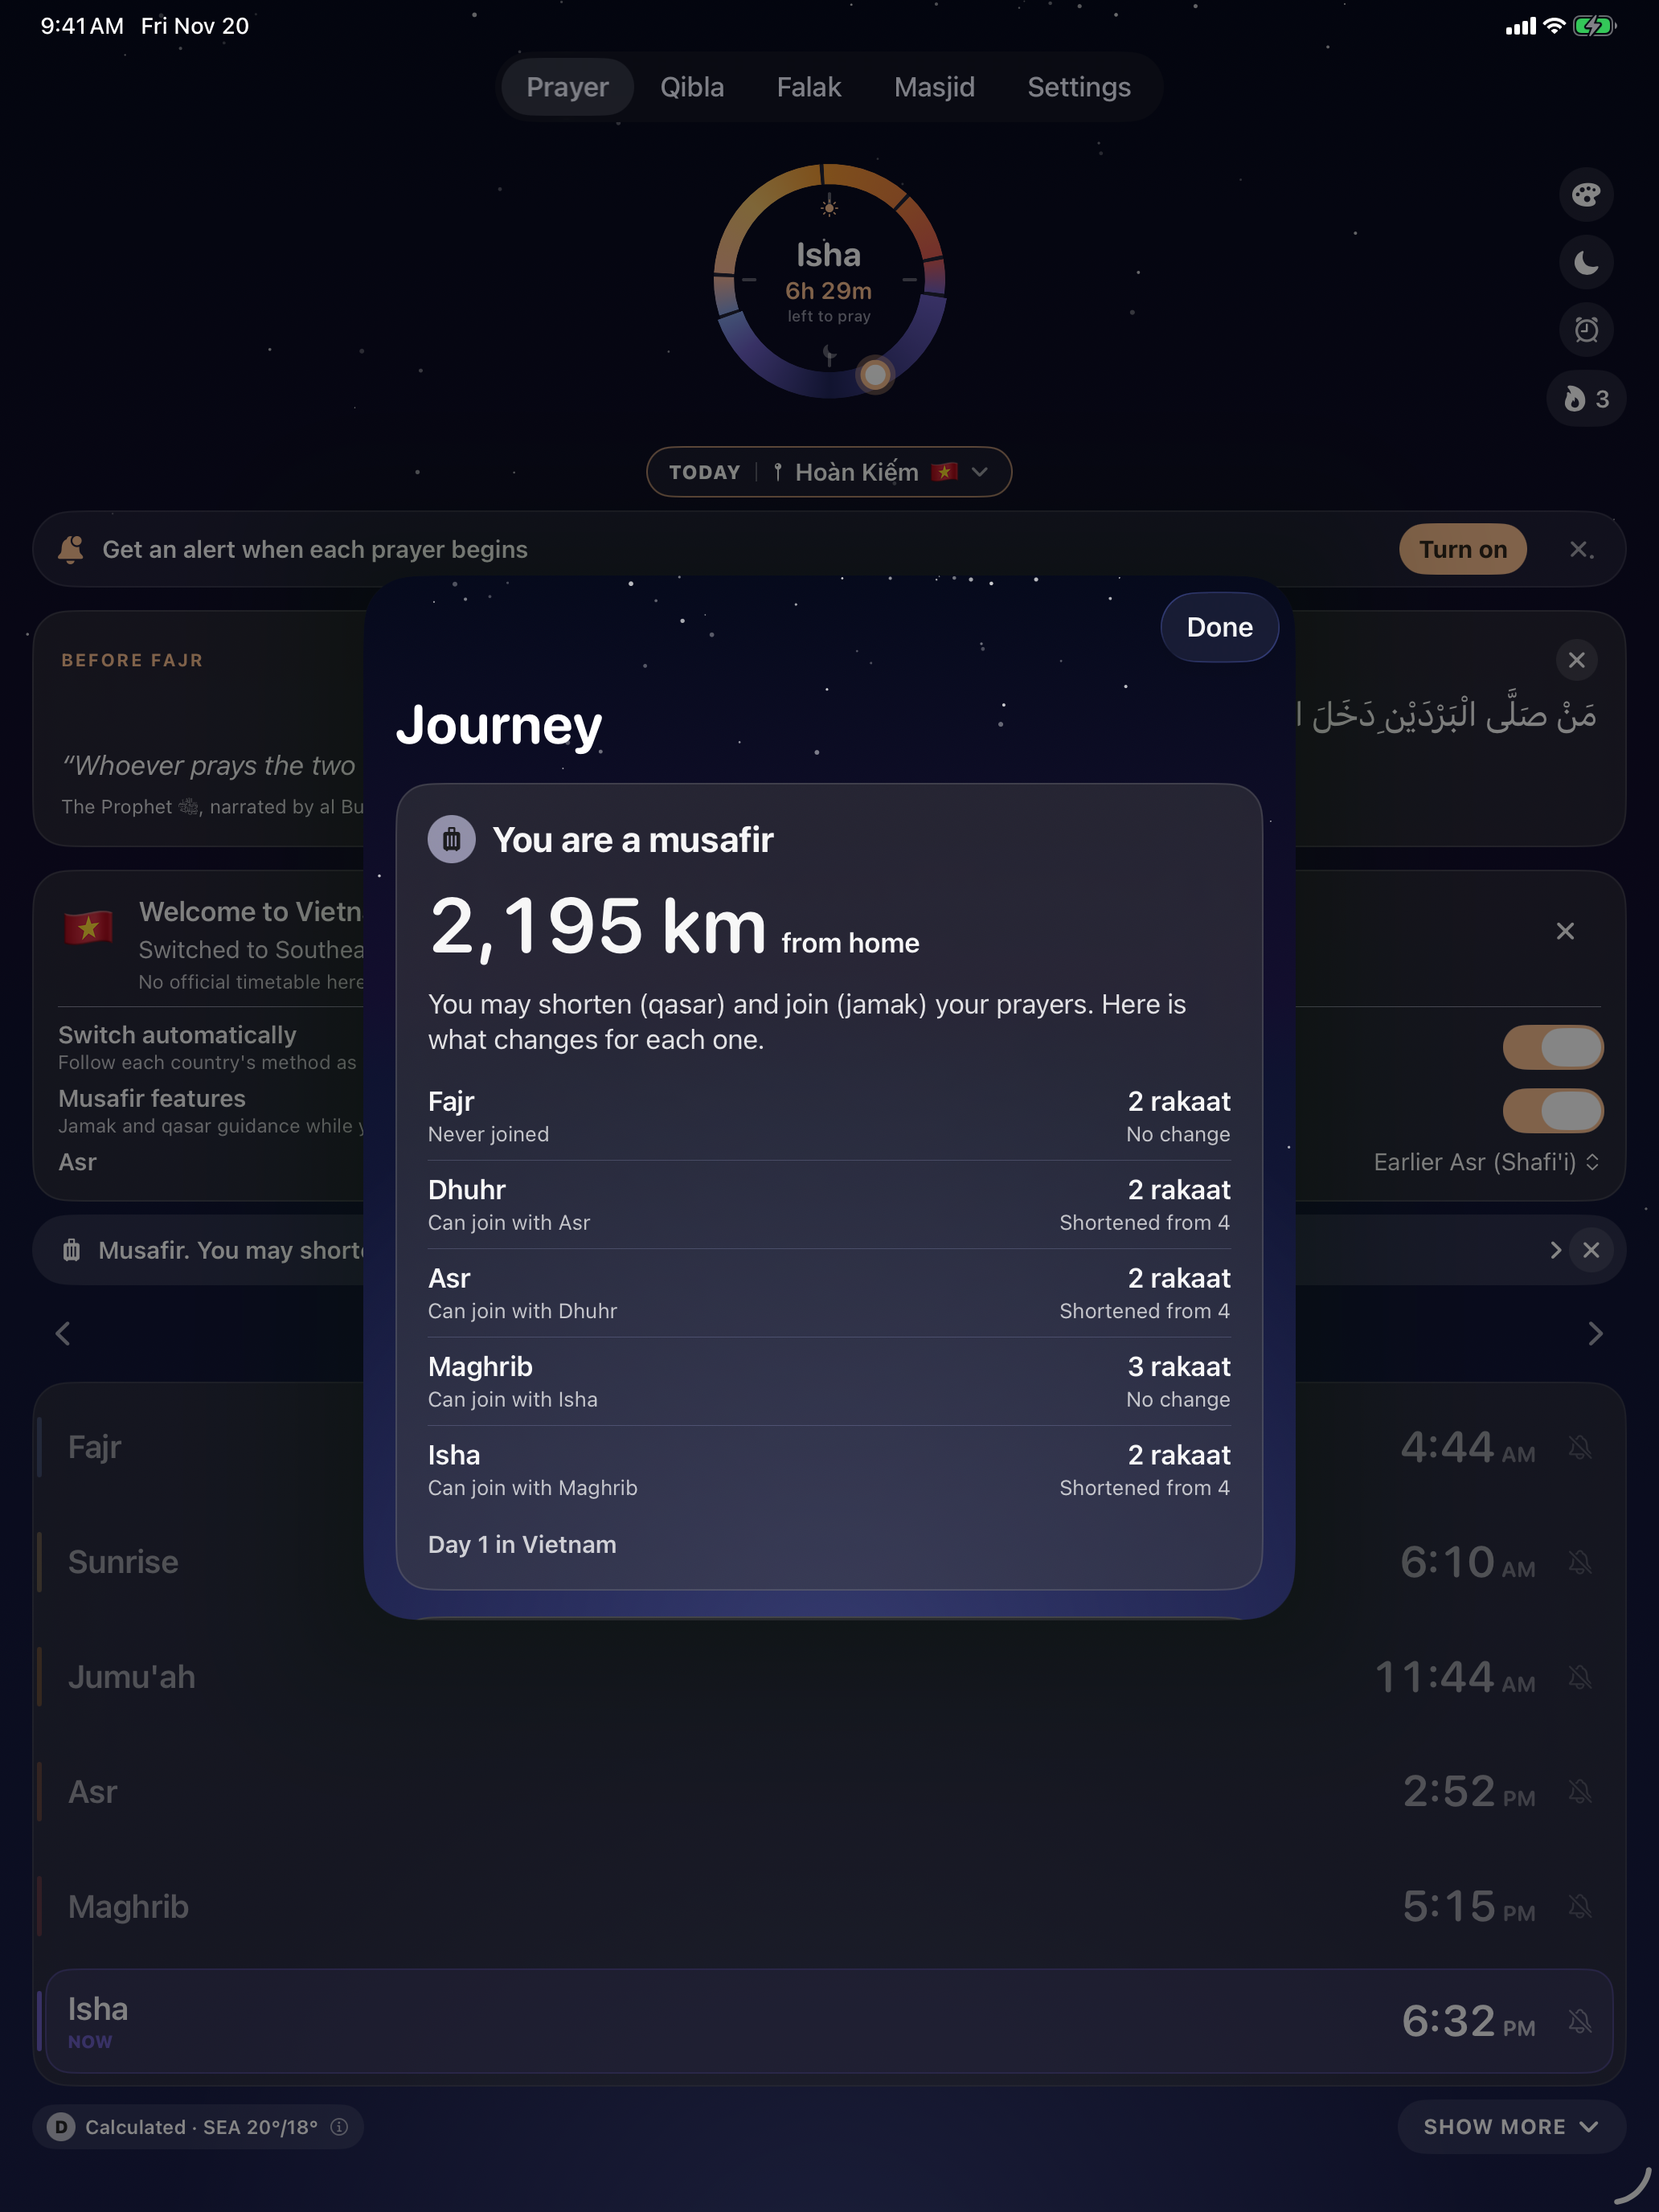 9:41 AM Fri Nov 20
Prayer Qibla Falak Masjid Settings
Isha
6h 29m
left to pray
3
TODAY Hoàn Kiếm
Get an alert when each prayer begins Turn on
BEFORE FAJR
مَنْ صَلَّى الْبَرْدَيْنِ دَخَلَ ا
“Whoever prays the two
The Prophet ﷺ, narrated by al Bu
Done
Journey
You are a musafir
2,195 km from home
You may shorten (qasar) and join (jamak) your prayers. Here is
what changes for each one.
Fajr 2 rakaat
Never joined No change
Dhuhr 2 rakaat
Can join with Asr Shortened from 4
Asr 2 rakaat
Can join with Dhuhr Shortened from 4
Maghrib 3 rakaat
Can join with Isha No change
Isha 2 rakaat
Can join with Maghrib Shortened from 4
Day 1 in Vietnam
Welcome to Vietn
Switched to Southea
No official timetable here
Switch automatically
Follow each country's method as
Musafir features
Jamak and qasar guidance while y
Asr Earlier Asr (Shafi'i)
Musafir. You may short
Fajr 4:44 AM
Sunrise 6:10 AM
Jumu'ah 11:44 AM
Asr 2:52 PM
Maghrib 5:15 PM
Isha 6:32 PM
NOW
D Calculated · SEA 20°/18°
SHOW MORE